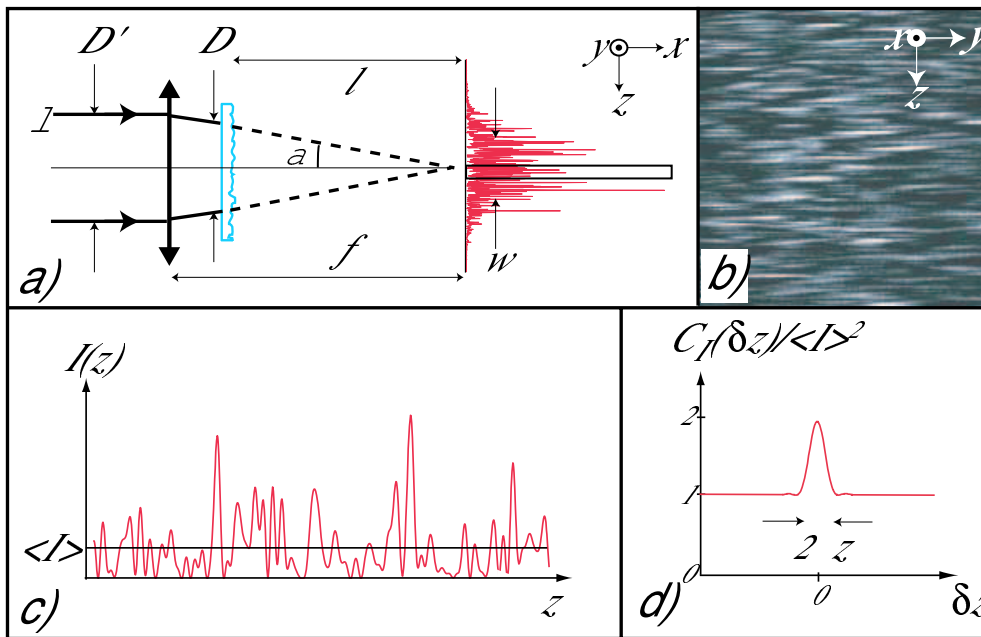 D′ D l y x
z
l
a
f w
a)
x y
z
b)
I(z)
<I>
z
c)
C_I(δz)/<I>²
2
1
2 z
0 0
δz
d)